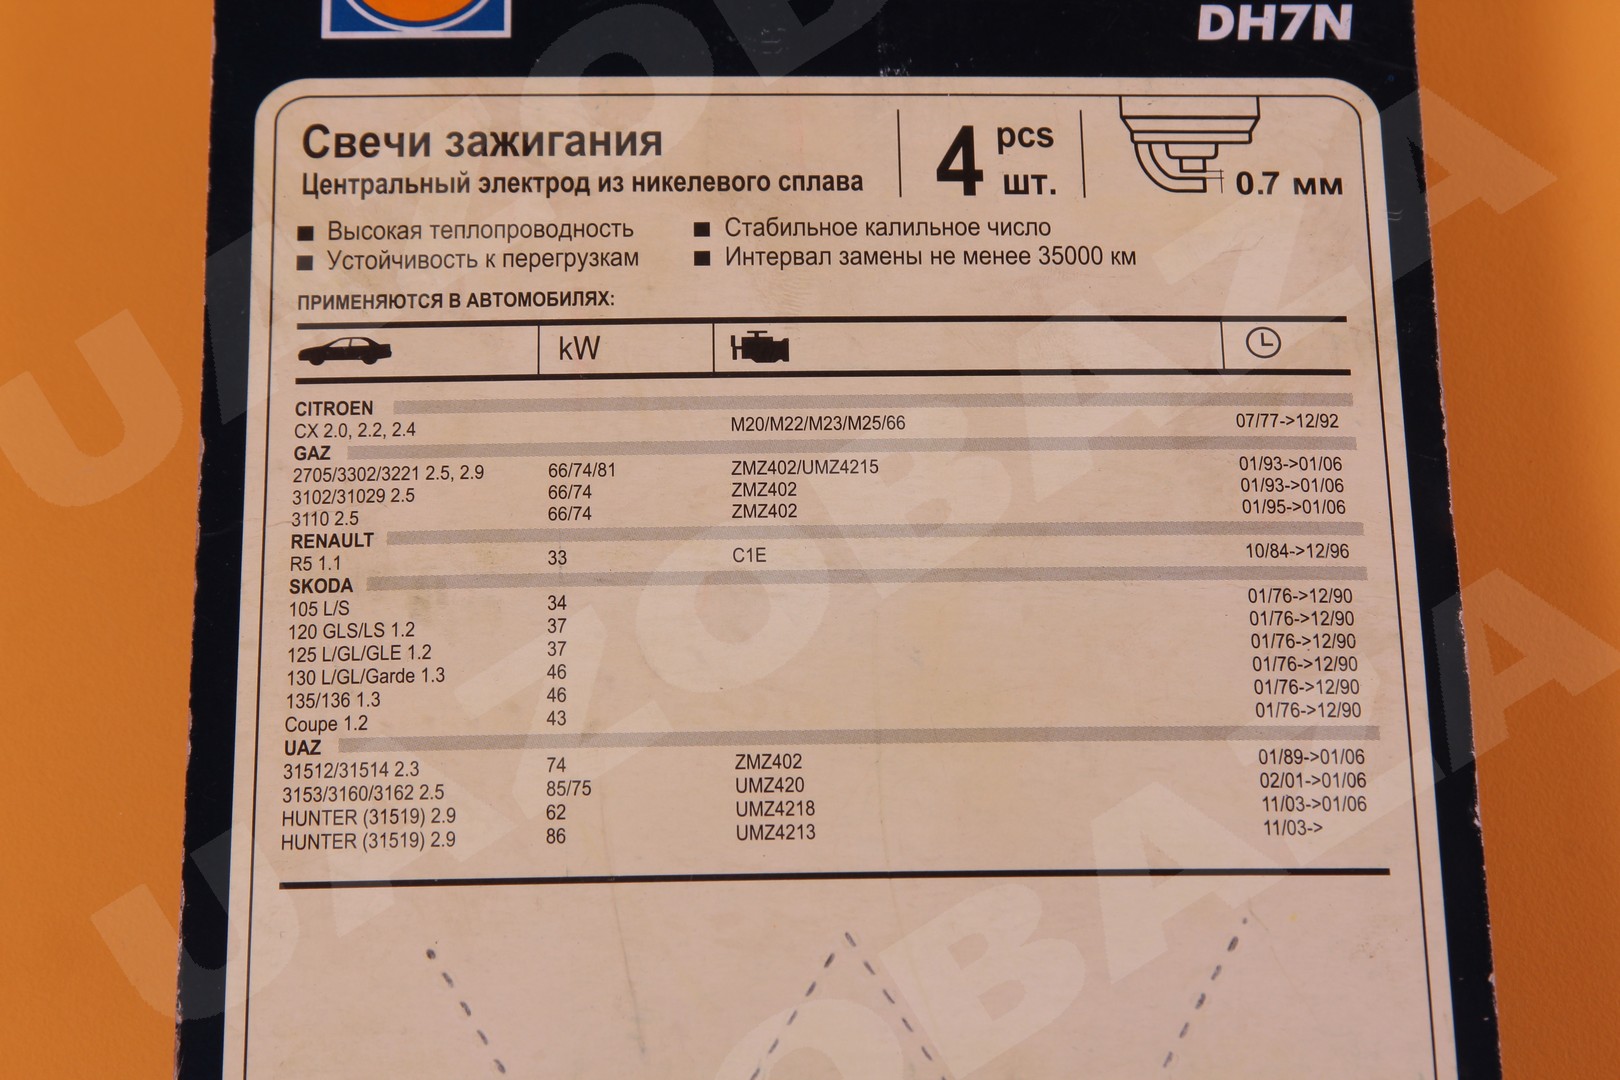 DH7N
Свечи зажигания
Центральный электрод из никелевого сплава
4 pcs
шт.
0.7 мм
Высокая теплопроводность
Устойчивость к перегрузкам
Стабильное калильное число
Интервал замены не менее 35000 км
ПРИМЕНЯЮТСЯ В АВТОМОБИЛЯХ:
kW
CITROEN
CX 2.0, 2.2, 2.4 M20/M22/M23/M25/66 07/77->12/92
GAZ
2705/3302/3221 2.5, 2.9 66/74/81 ZMZ402/UMZ4215 01/93->01/06
3102/31029 2.5 66/74 ZMZ402 01/93->01/06
3110 2.5 66/74 ZMZ402 01/95->01/06
RENAULT
R5 1.1 33 C1E 10/84->12/96
SKODA
105 L/S 34 01/76->12/90
120 GLS/LS 1.2 37 01/76->12/90
125 L/GL/GLE 1.2 37 01/76->12/90
130 L/GL/Garde 1.3 46 01/76->12/90
135/136 1.3 46 01/76->12/90
Coupe 1.2 43 01/76->12/90
UAZ
31512/31514 2.3 74 ZMZ402 01/89->01/06
3153/3160/3162 2.5 85/75 UMZ420 02/01->01/06
HUNTER (31519) 2.9 62 UMZ4218 11/03->01/06
HUNTER (31519) 2.9 86 UMZ4213 11/03->
UAZOBAZA
UAZOBAZA
UAZOBAZA